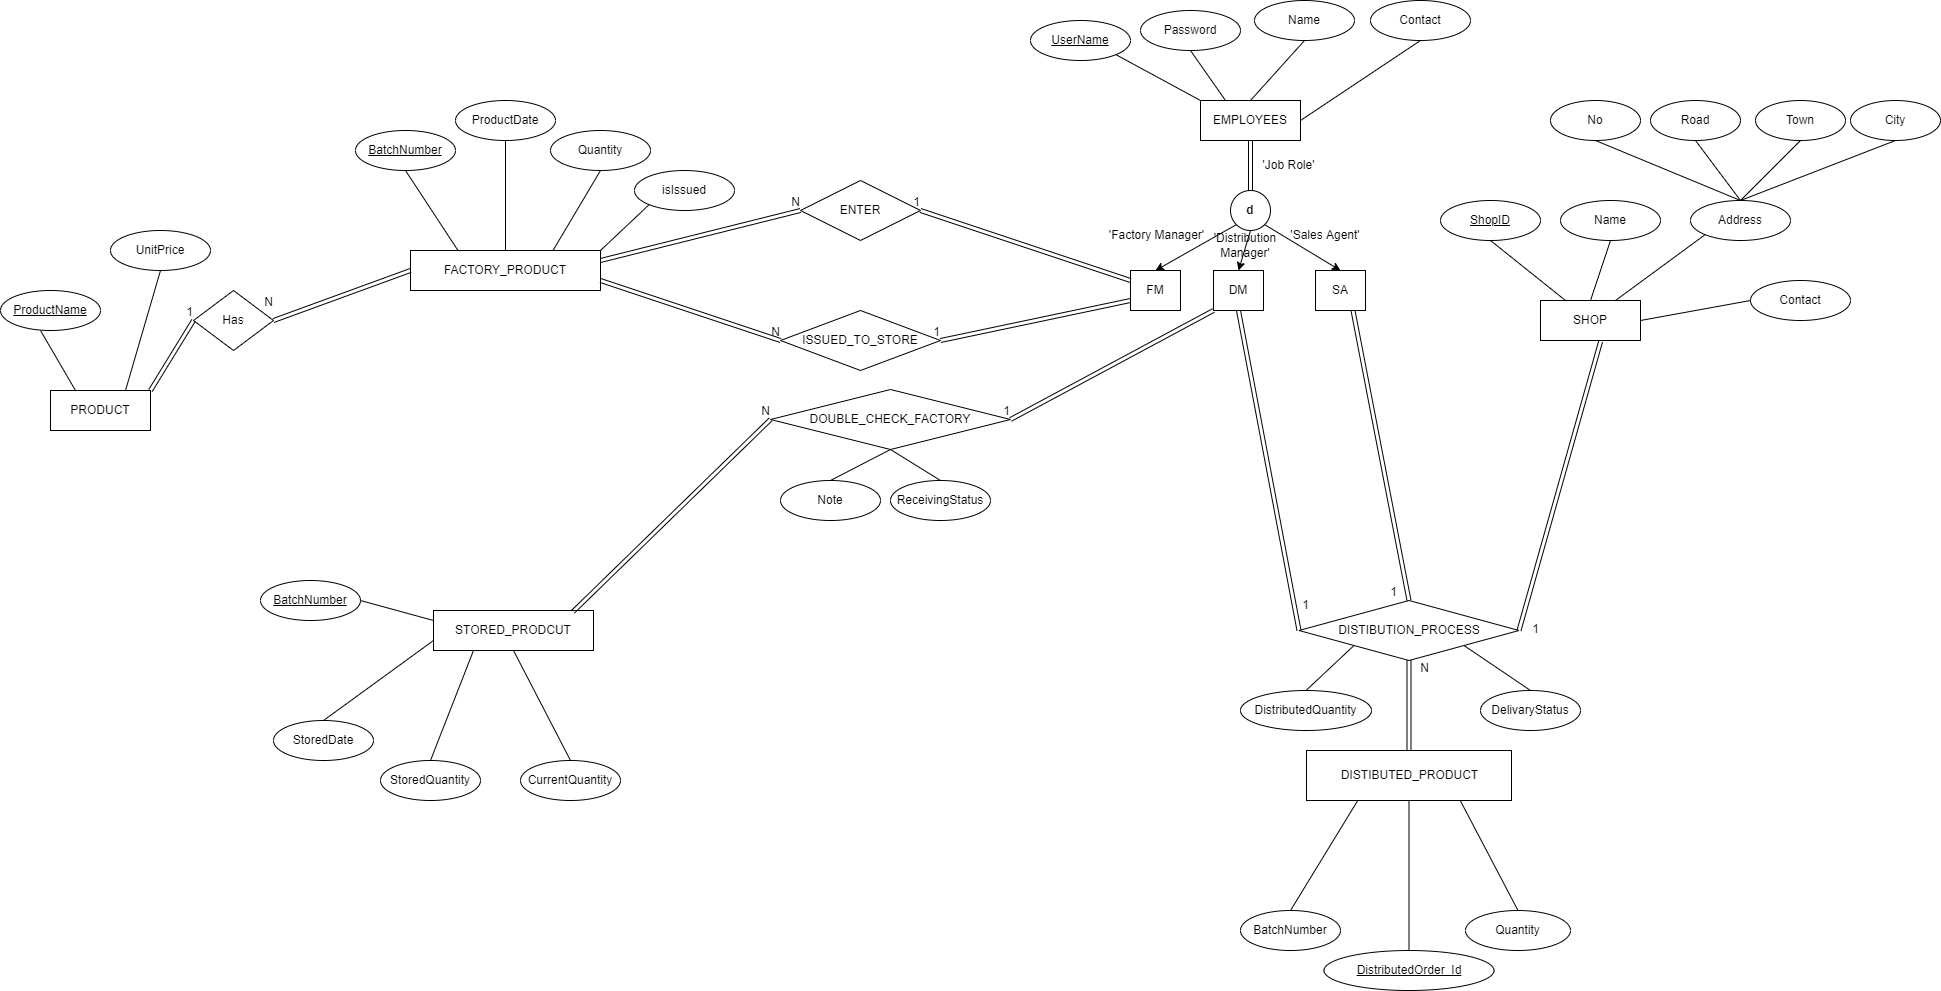 UserName
Password
Name
Contact
EMPLOYEES
'Job Role'
d
'Factory Manager'
'Distribution
Manager'
'Sales Agent'
FM
DM
SA
No
Road
Town
City
ShopID
Name
Address
SHOP
Contact
BatchNumber
ProductDate
Quantity
isIssued
FACTORY_PRODUCT
N
ENTER
1
N
ISSUED_TO_STORE
1
UnitPrice
ProductName
1
Has
N
PRODUCT
N
DOUBLE_CHECK_FACTORY
1
Note
ReceivingStatus
BatchNumber
STORED_PRODCUT
StoredDate
StoredQuantity
CurrentQuantity
1
1
DISTIBUTION_PROCESS
1
N
DistributedQuantity
DelivaryStatus
DISTIBUTED_PRODUCT
BatchNumber
Quantity
DistributedOrder_Id